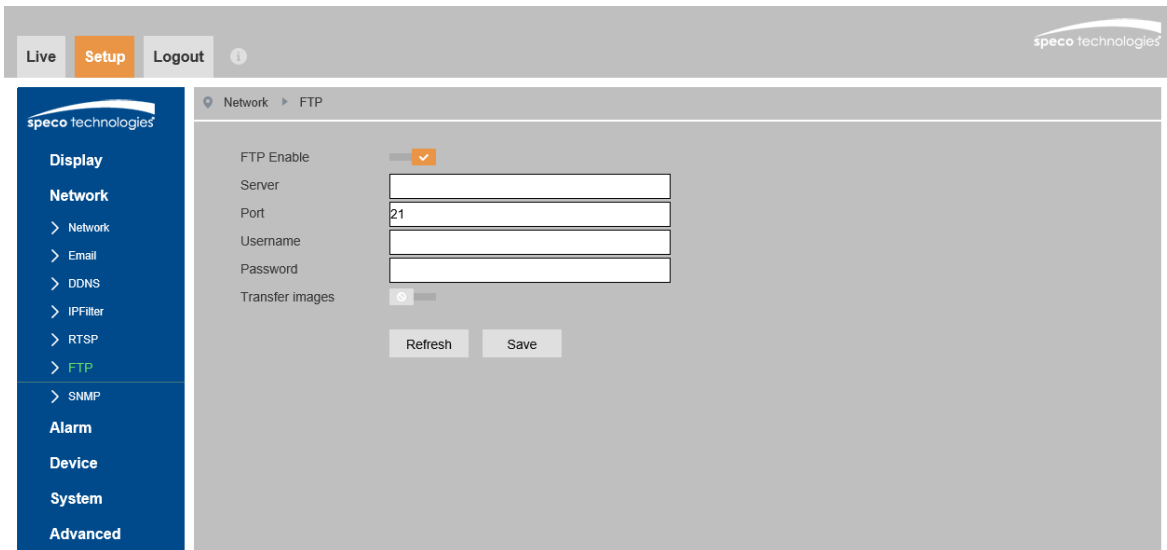 speco technologies
Live Setup Logout
speco technologies
Display
Network
Network
Email
DDNS
IPFilter
RTSP
FTP
SNMP
Alarm
Device
System
Advanced
Network FTP
FTP Enable
Server
Port 21
Username
Password
Transfer images
Refresh Save